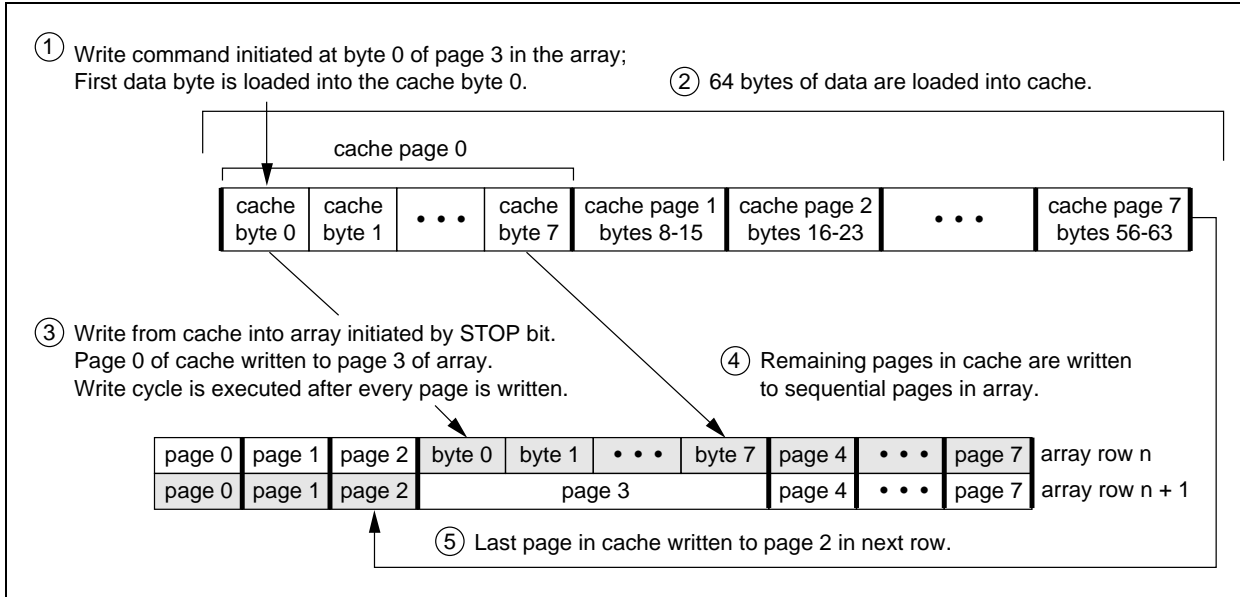 1 Write command initiated at byte 0 of page 3 in the array;
First data byte is loaded into the cache byte 0.
2 64 bytes of data are loaded into cache.
cache page 0
cache byte 0 cache byte 1 • • • cache byte 7 cache page 1 bytes 8-15 cache page 2 bytes 16-23 • • • cache page 7 bytes 56-63
3 Write from cache into array initiated by STOP bit.
Page 0 of cache written to page 3 of array.
Write cycle is executed after every page is written.
4 Remaining pages in cache are written
to sequential pages in array.
page 0 page 1 page 2 byte 0 byte 1 • • • byte 7 page 4 • • • page 7 array row n
page 0 page 1 page 2 page 3 page 4 • • • page 7 array row n + 1
5 Last page in cache written to page 2 in next row.